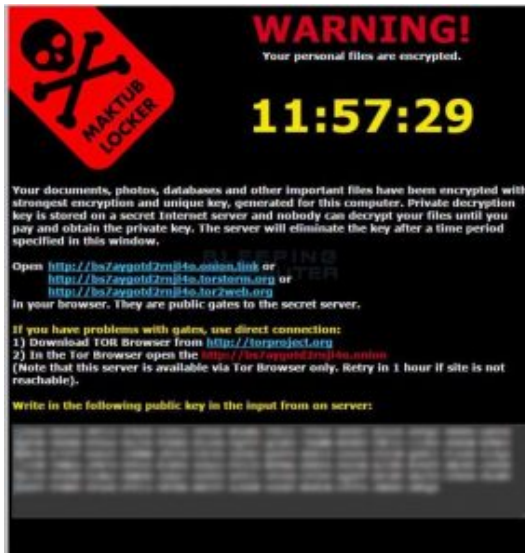 WARNING!
Your personal files are encrypted.
MAKTUB
LOCKER
11:57:29
Your documents, photos, databases and other important files have been encrypted with
strongest encryption and unique key, generated for this computer. Private decryption
key is stored on a secret Internet server and nobody can decrypt your files until you
pay and obtain the private key. The server will eliminate the key after a time period
specified in this window.
BLEEPING
COMPUTER
Open http://bs7aygotd2rnjl4o.onion.link or
http://bs7aygotd2rnjl4o.torstorm.org or
http://bs7aygotd2rnjl4o.tor2web.org
in your browser. They are public gates to the secret server.
If you have problems with gates, use direct connection:
1) Download TOR Browser from http://torproject.org
2) In the Tor Browser open the http://bs7aygotd2rnjl4o.onion
(Note that this server is available via Tor Browser only. Retry in 1 hour if site is not
reachable).
Write in the following public key in the input from on server: